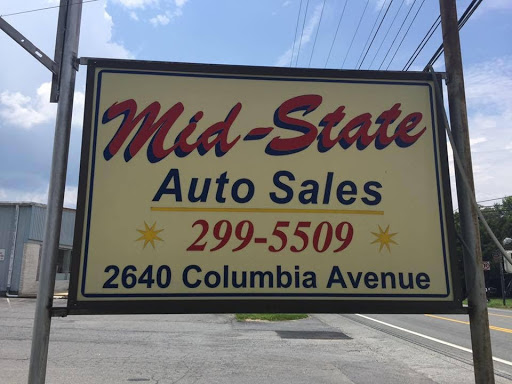 Mid-State
Auto Sales
299-5509
2640 Columbia Avenue